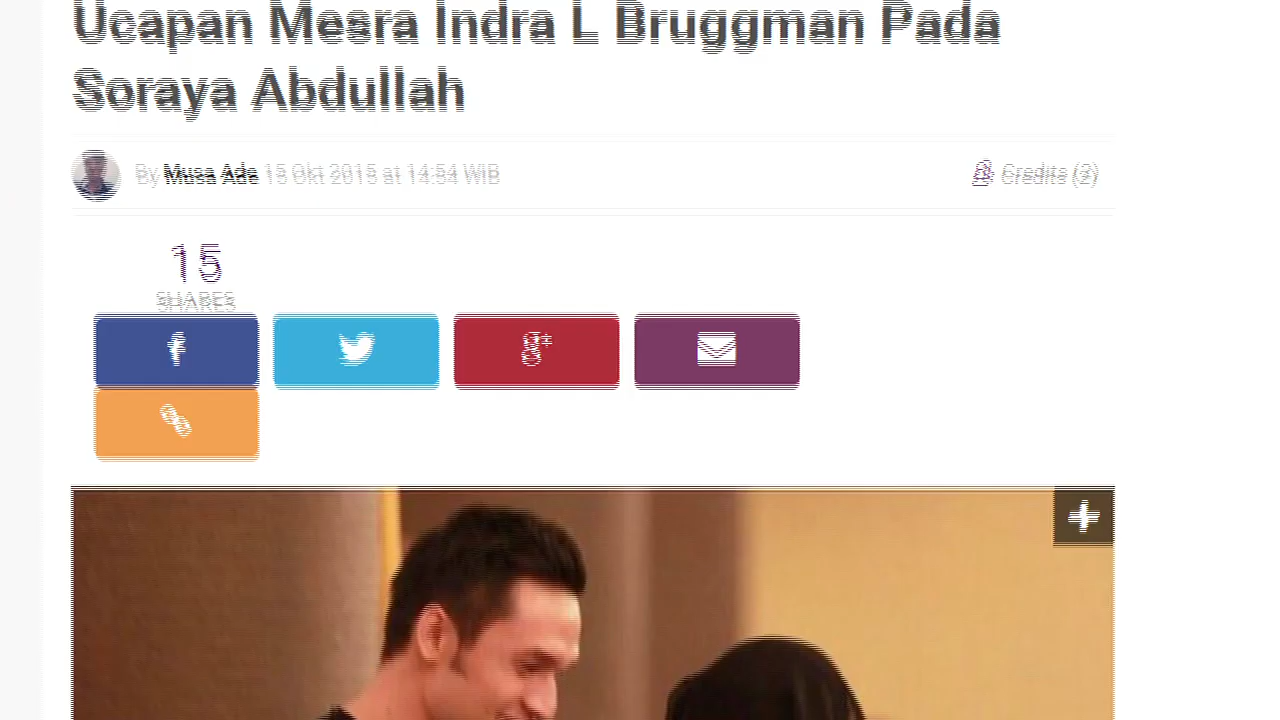 Ucapan Mesra Indra L Bruggman Pada
Soraya Abdullah
By Musa Ade 15 Okt 2015 at 14:54 WIB
Credits (2)
15
SHARES